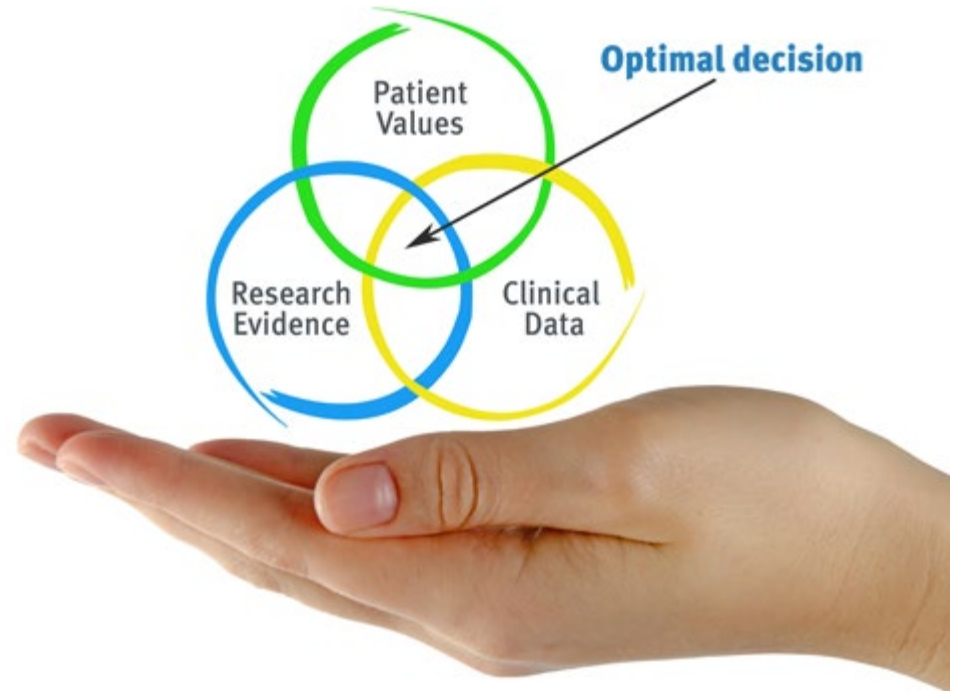 Optimal decision
Patient
Values
Research
Evidence
Clinical
Data